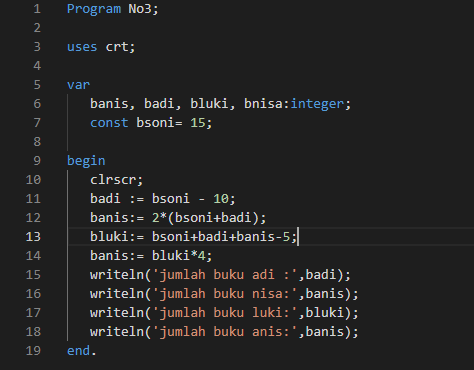 1 Program No3;
2
3 uses crt;
4
5 var
6 banis, badi, bluki, bnisa:integer;
7 const bsoni= 15;
8
9 begin
10 clrscr;
11 badi := bsoni - 10;
12 banis:= 2*(bsoni+badi);
13 bluki:= bsoni+badi+banis-5;
14 banis:= bluki*4;
15 writeln('jumlah buku adi :',badi);
16 writeln('jumlah buku nisa:',banis);
17 writeln('jumlah buku luki:',bluki);
18 writeln('jumlah buku anis:',banis);
19 end.